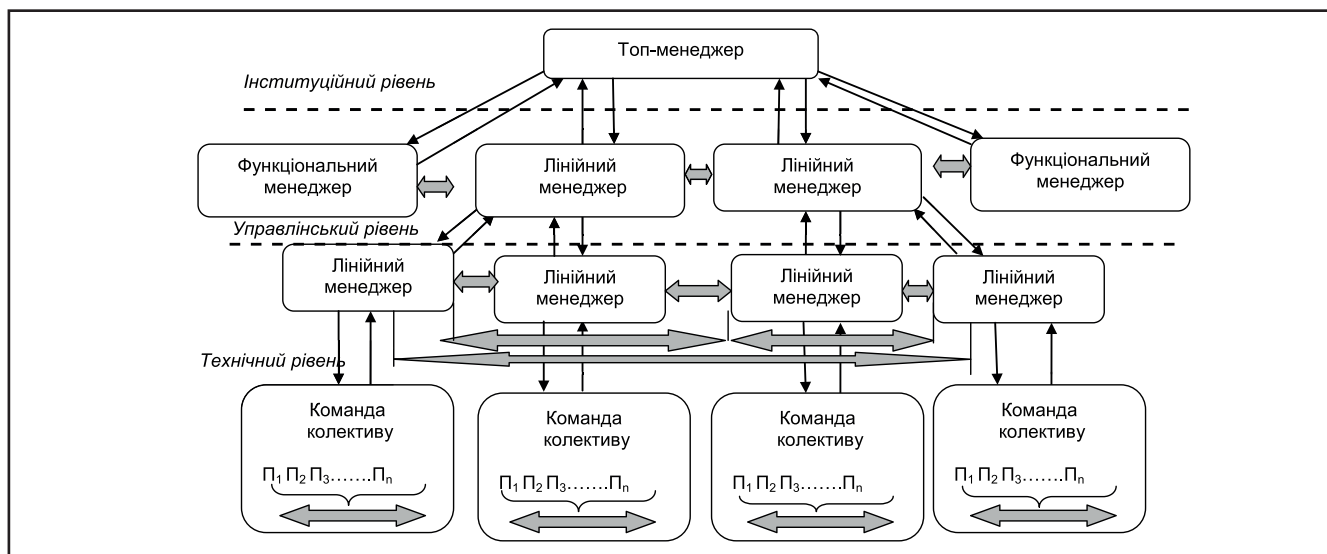 Топ-менеджер
Інституційний рівень
Функціональний
менеджер
Лінійний
менеджер
Лінійний
менеджер
Функціональний
менеджер
Управлінський рівень
Лінійний
менеджер
Лінійний
менеджер
Лінійний
менеджер
Лінійний
менеджер
Технічний рівень
Команда
колективу
П₁ П₂ П₃.......Пₙ
Команда
колективу
П₁ П₂ П₃.......Пₙ
Команда
колективу
П₁ П₂ П₃.......Пₙ
Команда
колективу
П₁ П₂ П₃.......Пₙ